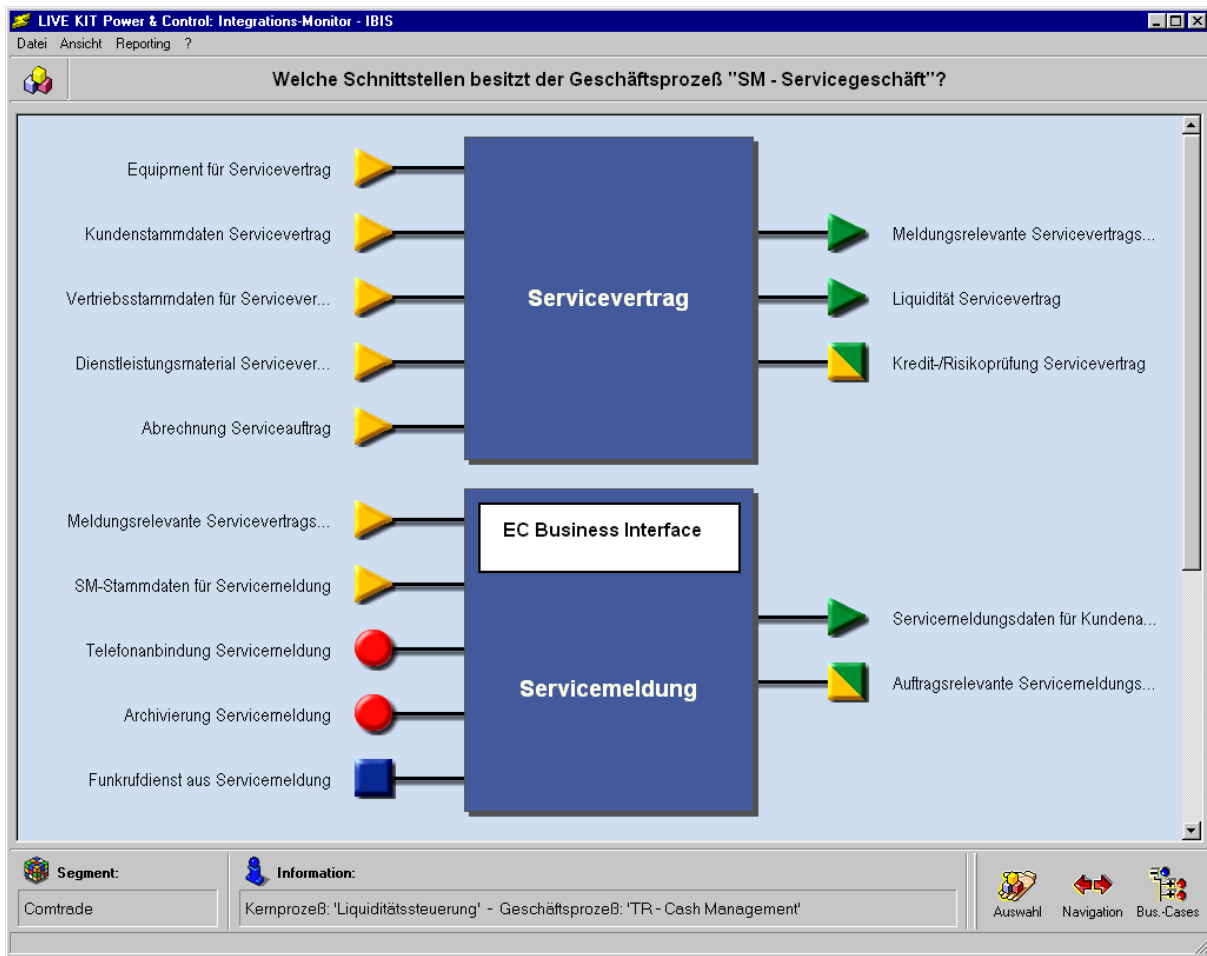 LIVE KIT Power & Control: Integrations-Monitor - IBIS
Datei Ansicht Reporting ?
Welche Schnittstellen besitzt der Geschäftsprozeß "SM - Servicegeschäft"?
Equipment für Servicevertrag
Kundenstammdaten Servicevertrag
Vertriebsstammdaten für Servicever...
Dienstleistungsmaterial Servicever...
Abrechnung Serviceauftrag
Servicevertrag
Meldungsrelevante Servicevertrags...
Liquidität Servicevertrag
Kredit-/Risikoprüfung Servicevertrag
Meldungsrelevante Servicevertrags...
SM-Stammdaten für Servicemeldung
Telefonanbindung Servicemeldung
Archivierung Servicemeldung
Funkrufdienst aus Servicemeldung
EC Business Interface
Servicemeldung
Servicemeldungsdaten für Kundena...
Auftragsrelevante Servicemeldungs...
Segment:
Comtrade
Information:
Kernprozeß: 'Liquiditätssteuerung' - Geschäftsprozeß: 'TR - Cash Management'
Auswahl
Navigation
Bus.-Cases